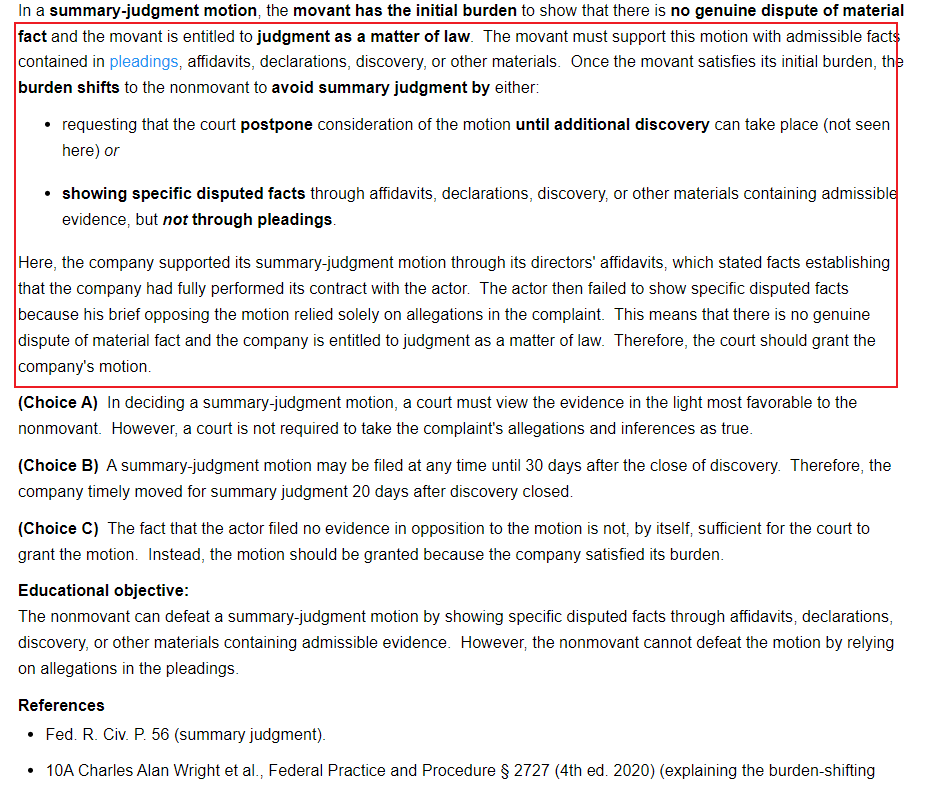 In a summary-judgment motion, the movant has the initial burden to show that there is no genuine dispute of material
fact and the movant is entitled to judgment as a matter of law. The movant must support this motion with admissible facts
contained in pleadings, affidavits, declarations, discovery, or other materials. Once the movant satisfies its initial burden, the
burden shifts to the nonmovant to avoid summary judgment by either:
• requesting that the court postpone consideration of the motion until additional discovery can take place (not seen
here) or
• showing specific disputed facts through affidavits, declarations, discovery, or other materials containing admissible
evidence, but not through pleadings.
Here, the company supported its summary-judgment motion through its directors' affidavits, which stated facts establishing
that the company had fully performed its contract with the actor. The actor then failed to show specific disputed facts
because his brief opposing the motion relied solely on allegations in the complaint. This means that there is no genuine
dispute of material fact and the company is entitled to judgment as a matter of law. Therefore, the court should grant the
company's motion.
(Choice A) In deciding a summary-judgment motion, a court must view the evidence in the light most favorable to the
nonmovant. However, a court is not required to take the complaint's allegations and inferences as true.
(Choice B) A summary-judgment motion may be filed at any time until 30 days after the close of discovery. Therefore, the
company timely moved for summary judgment 20 days after discovery closed.
(Choice C) The fact that the actor filed no evidence in opposition to the motion is not, by itself, sufficient for the court to
grant the motion. Instead, the motion should be granted because the company satisfied its burden.
Educational objective:
The nonmovant can defeat a summary-judgment motion by showing specific disputed facts through affidavits, declarations,
discovery, or other materials containing admissible evidence. However, the nonmovant cannot defeat the motion by relying
on allegations in the pleadings.
References
• Fed. R. Civ. P. 56 (summary judgment).
• 10A Charles Alan Wright et al., Federal Practice and Procedure § 2727 (4th ed. 2020) (explaining the burden-shifting